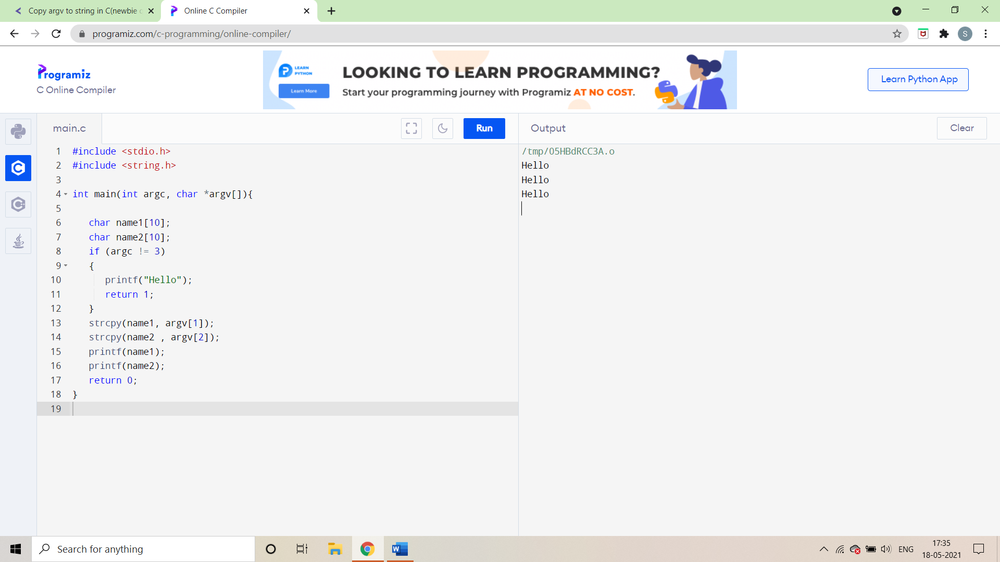 Copy argv to string in C(newbie
Online C Compiler
programiz.com/c-programming/online-compiler/
S
Programiz
C Online Compiler
LEARN
PYTHON
Learn More
LOOKING TO LEARN PROGRAMMING?
Start your programming journey with Programiz AT NO COST.
Learn Python App
main.c
Run
Output
Clear
1 #include <stdio.h>
2 #include <string.h>
3
4 int main(int argc, char *argv[]){
5
6 char name1[10];
7 char name2[10];
8 if (argc != 3)
9 {
10 printf("Hello");
11 return 1;
12 }
13 strcpy(name1, argv[1]);
14 strcpy(name2 , argv[2]);
15 printf(name1);
16 printf(name2);
17 return 0;
18 }
19
/tmp/O5HBdRCC3A.o
Hello
Hello
Hello
Search for anything
W
ENG
17:35
18-05-2021